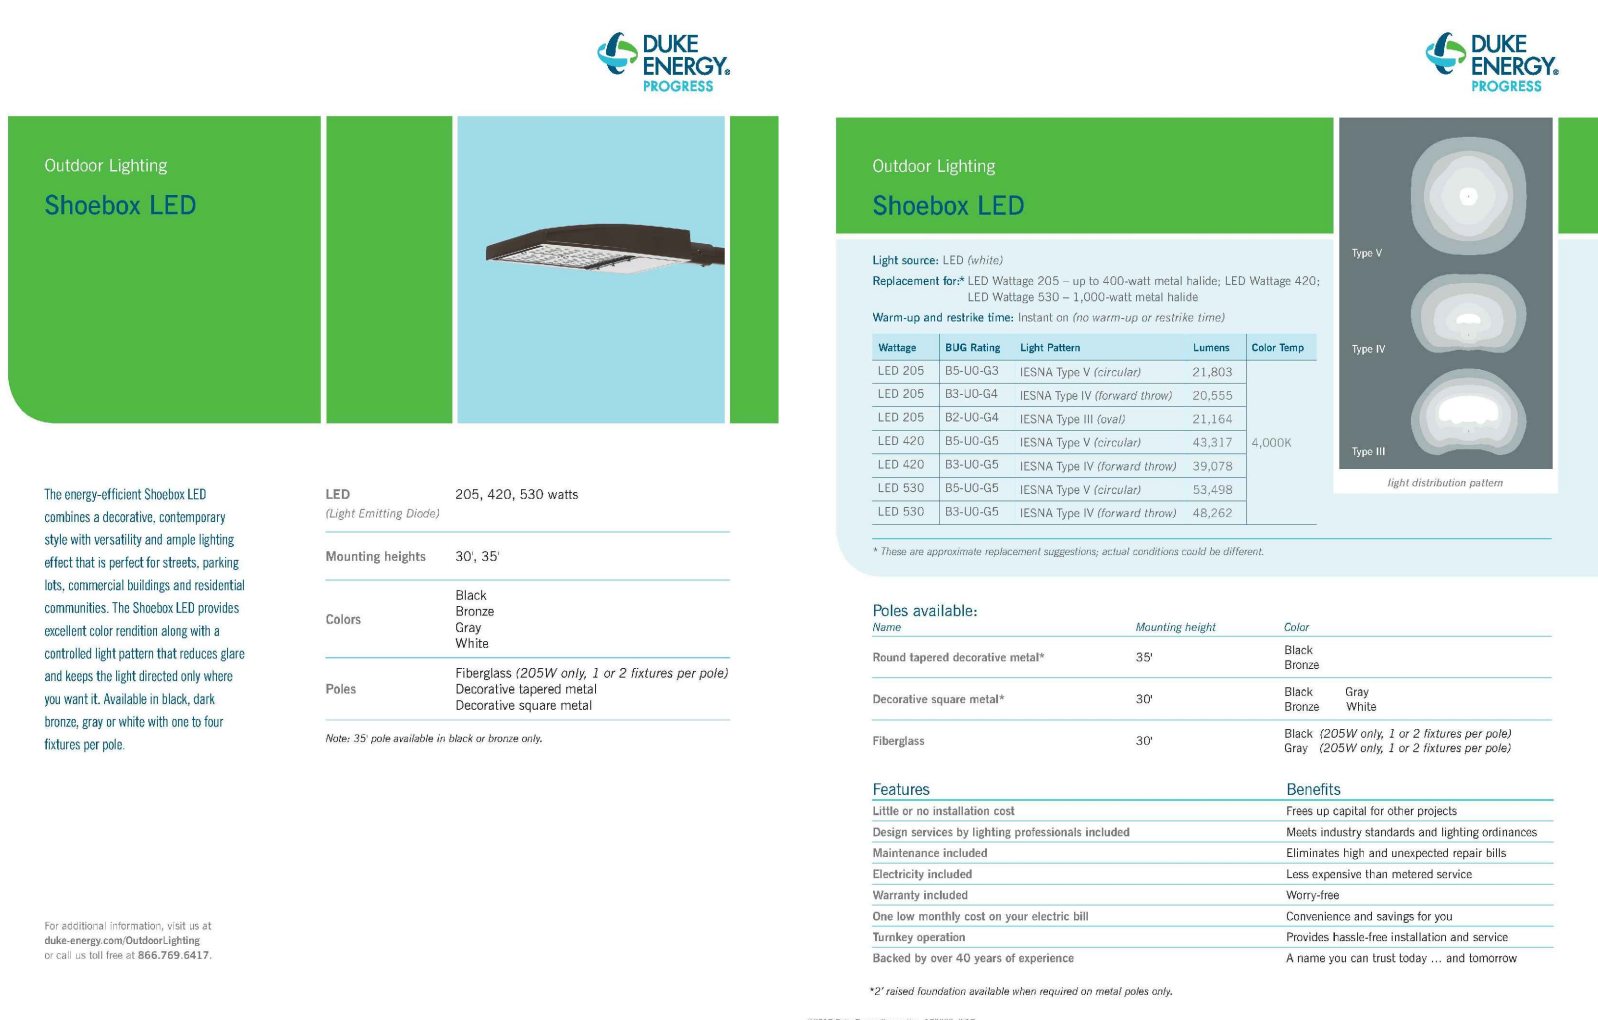 DUKE
ENERGY®
PROGRESS
Outdoor Lighting
Shoebox LED
The energy-efficient Shoebox LED
combines a decorative, contemporary
style with versatility and ample lighting
effect that is perfect for streets, parking
lots, commercial buildings and residential
communities. The Shoebox LED provides
excellent color rendition along with a
controlled light pattern that reduces glare
and keeps the light directed only where
you want it. Available in black, dark
bronze, gray or white with one to four
fixtures per pole.
LED 205, 420, 530 watts
(Light Emitting Diode)
Mounting heights 30', 35'
Colors
Black
Bronze
Gray
White
Poles
Fiberglass (205W only, 1 or 2 fixtures per pole)
Decorative tapered metal
Decorative square metal
Note: 35' pole available in black or bronze only.
For additional information, visit us at
duke-energy.com/OutdoorLighting
or call us toll free at 866.769.6417.
DUKE
ENERGY®
PROGRESS
Outdoor Lighting
Shoebox LED
Light source: LED (white)
Replacement for:* LED Wattage 205 – up to 400-watt metal halide; LED Wattage 420;
LED Wattage 530 – 1,000-watt metal halide
Warm-up and restrike time: Instant on (no warm-up or restrike time)
Wattage BUG Rating Light Pattern Lumens Color Temp
LED 205 B5-U0-G3 IESNA Type V (circular) 21,803
LED 205 B3-U0-G4 IESNA Type IV (forward throw) 20,555
LED 205 B2-U0-G4 IESNA Type III (oval) 21,164
LED 420 B5-U0-G5 IESNA Type V (circular) 43,317 4,000K
LED 420 B3-U0-G5 IESNA Type IV (forward throw) 39,078
LED 530 B5-U0-G5 IESNA Type V (circular) 53,498
LED 530 B3-U0-G5 IESNA Type IV (forward throw) 48,262
* These are approximate replacement suggestions; actual conditions could be different.
Type V
Type IV
Type III
light distribution pattern
Poles available:
Name Mounting height Color
Round tapered decorative metal* 35' Black
Bronze
Decorative square metal* 30' Black Gray
Bronze White
Fiberglass 30' Black (205W only, 1 or 2 fixtures per pole)
Gray (205W only, 1 or 2 fixtures per pole)
Features Benefits
Little or no installation cost Frees up capital for other projects
Design services by lighting professionals included Meets industry standards and lighting ordinances
Maintenance included Eliminates high and unexpected repair bills
Electricity included Less expensive than metered service
Warranty included Worry-free
One low monthly cost on your electric bill Convenience and savings for you
Turnkey operation Provides hassle-free installation and service
Backed by over 40 years of experience A name you can trust today … and tomorrow
*2' raised foundation available when required on metal poles only.